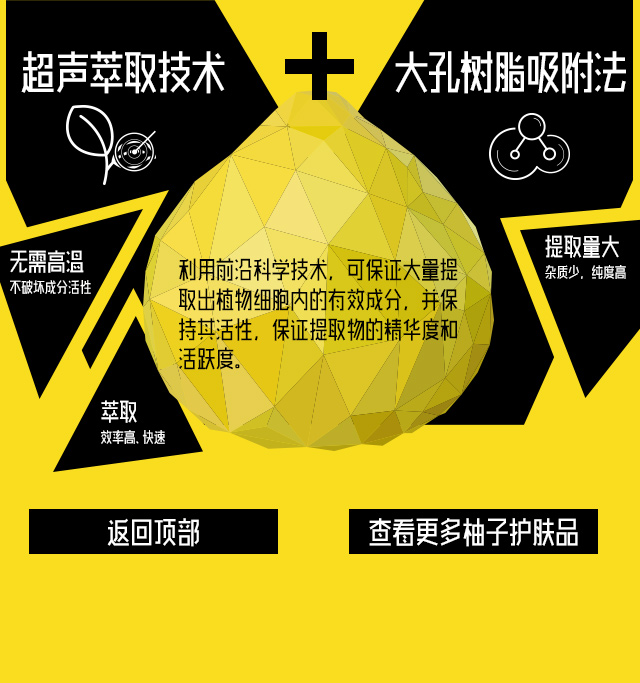 超声萃取技术
大孔树脂吸附法
无需高温
不破坏成分活性
提取量大
杂质少，纯度高
利用前沿科学技术，可保证大量提
取出植物细胞内的有效成分，并保
持其活性，保证提取物的精华度和
活跃度。
萃取
效率高、快速
返回顶部
查看更多柚子护肤品